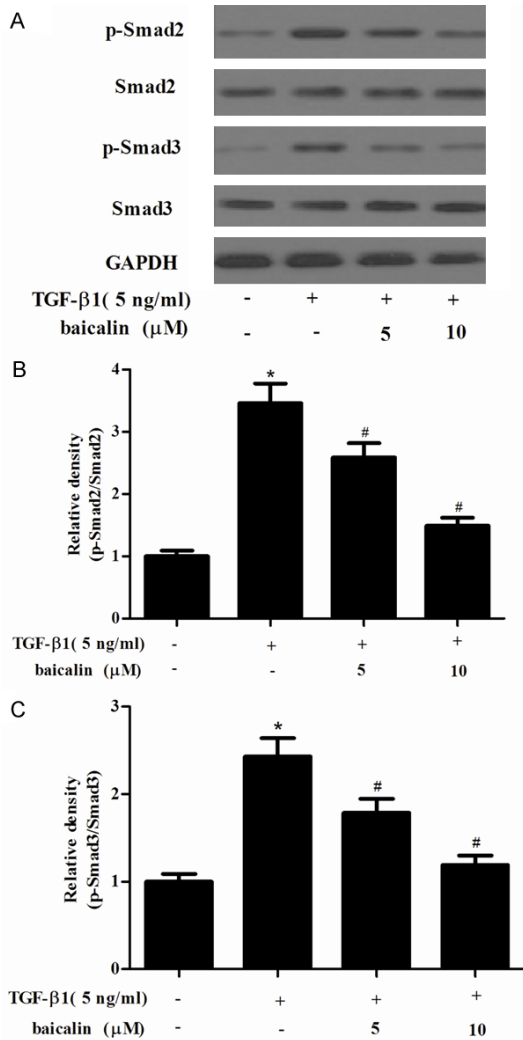 A
p-Smad2
Smad2
p-Smad3
Smad3
GAPDH
TGF-β1( 5 ng/ml) - + + +
baicalin (μM) - - 5 10
B
Relative density
(p-Smad2/Smad2)
4
3
2
1
0
*
#
#
TGF-β1( 5 ng/ml) - + + +
baicalin (μM) - - 5 10
C
Relative density
(p-Smad3/Smad3)
3
2
1
0
*
#
#
TGF-β1( 5 ng/ml) - + + +
baicalin (μM) - - 5 10